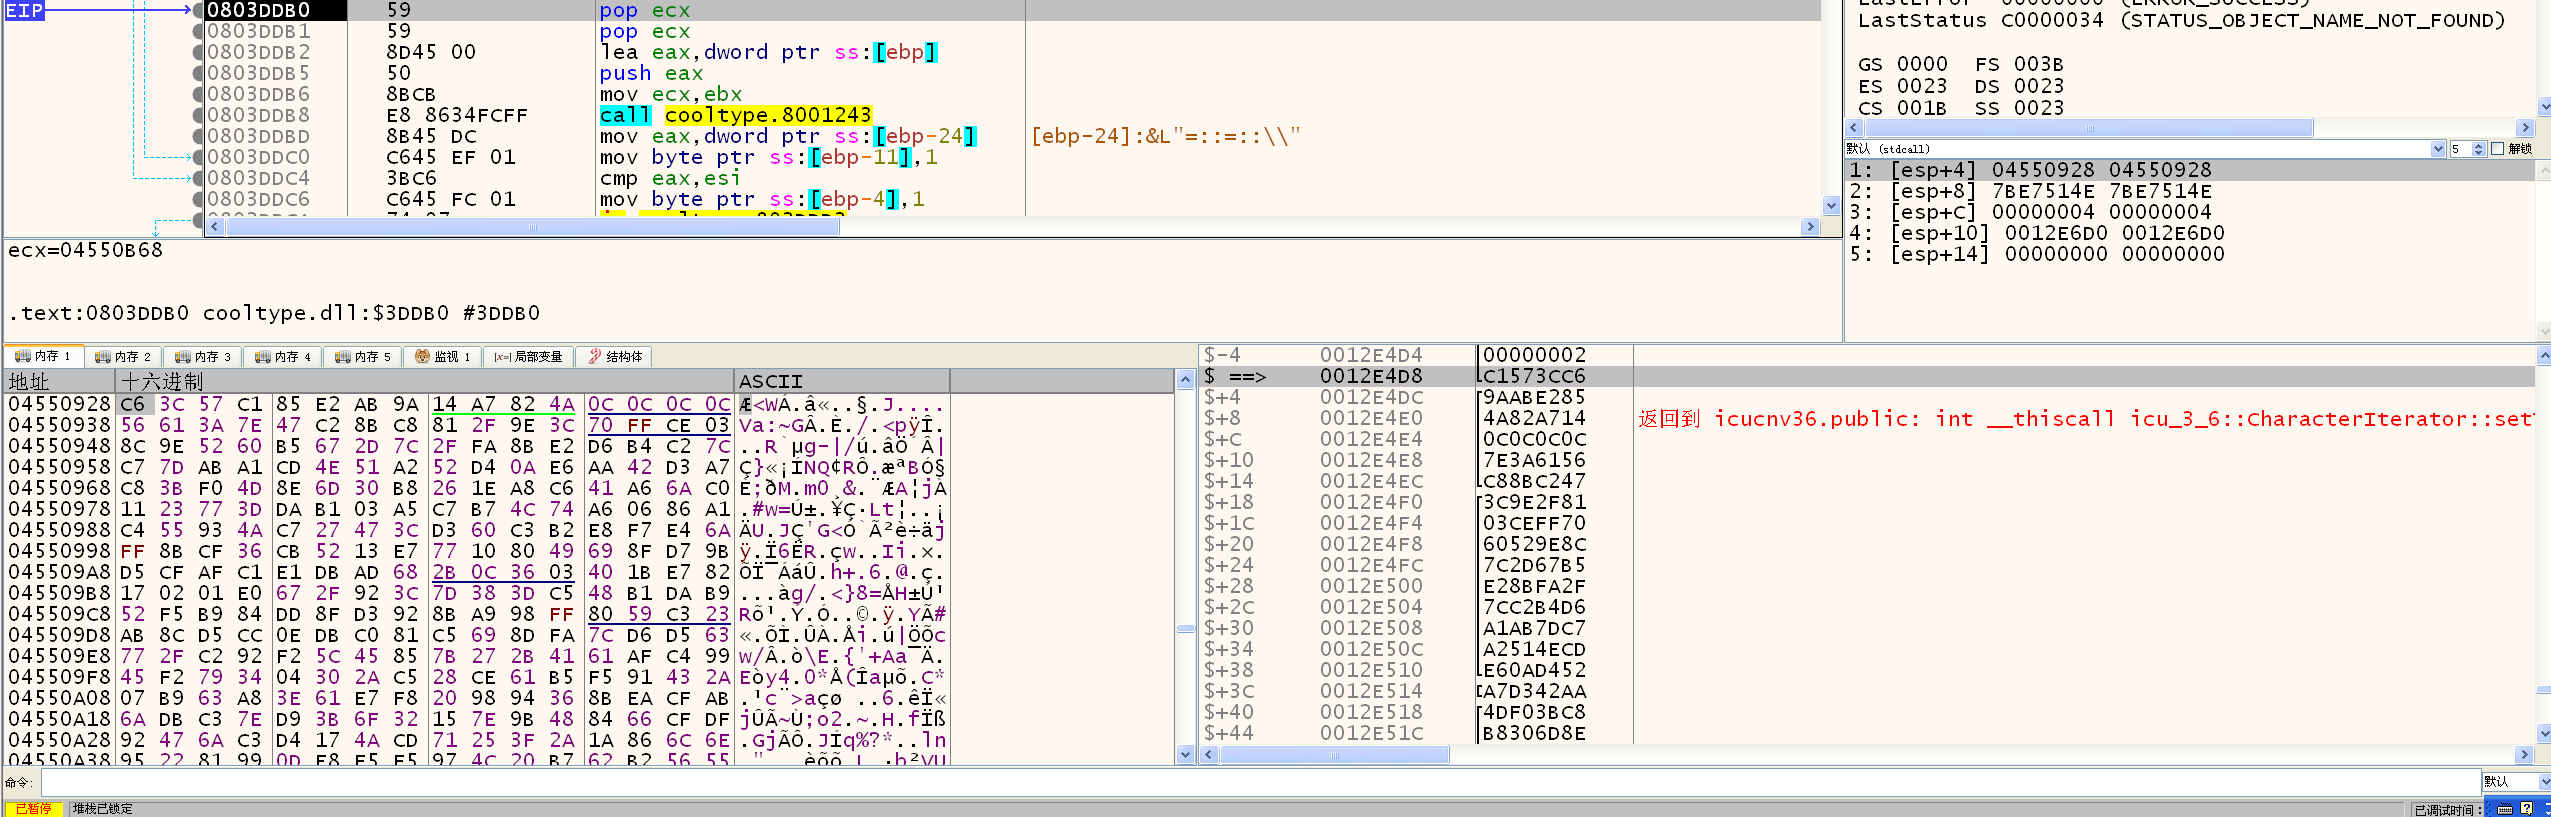 EIP
0803DDB0 59 pop ecx
0803DDB1 59 pop ecx
0803DDB2 8D45 00 lea eax,dword ptr ss:[ebp]
0803DDB5 50 push eax
0803DDB6 8BCB mov ecx,ebx
0803DDB8 E8 8634FCFF call cooltype.8001243
0803DDBD 8B45 DC mov eax,dword ptr ss:[ebp-24] [ebp-24]:&L"=::=::\\"
0803DDC0 C645 EF 01 mov byte ptr ss:[ebp-11],1
0803DDC4 3BC6 cmp eax,esi
0803DDC6 C645 FC 01 mov byte ptr ss:[ebp-4],1
ecx=04550B68
.text:0803DDB0 cooltype.dll:$3DDB0 #3DDB0
LastStatus C0000034 (STATUS_OBJECT_NAME_NOT_FOUND)
GS 0000 FS 003B
ES 0023 DS 0023
CS 001B SS 0023
默认 (stdcall) 5 解锁
1: [esp+4] 04550928 04550928
2: [esp+8] 7BE7514E 7BE7514E
3: [esp+C] 00000004 00000004
4: [esp+10] 0012E6D0 0012E6D0
5: [esp+14] 00000000 00000000
内存 1 内存 2 内存 3 内存 4 内存 5 监视 1 [x=] 局部变量 结构体
地址 十六进制 ASCII
04550928 C6 3C 57 C1 85 E2 AB 9A 14 A7 82 4A 0C 0C 0C 0C Æ<WÁ.â«..§.J....
04550938 56 61 3A 7E 47 C2 8B C8 81 2F 9E 3C 70 FF CE 03 Va:~GÂ.È./.<pÿÎ.
04550948 8C 9E 52 60 B5 67 2D 7C 2F FA 8B E2 D6 B4 C2 7C ..R`µg-|/ú.âÖ´Â|
04550958 C7 7D AB A1 CD 4E 51 A2 52 D4 0A E6 AA 42 D3 A7 Ç}«¡ÍNQ¢RÔ.æªBÓ§
04550968 C8 3B F0 4D 8E 6D 30 B8 26 1E A8 C6 41 A6 6A C0 È;ðM.m0¸&.¨ÆA¦jÀ
04550978 11 23 77 3D DA B1 03 A5 C7 B7 4C 74 A6 06 86 A1 .#w=Ú±.¥Ç·Lt¦..¡
04550988 C4 55 93 4A C7 27 47 3C D3 60 C3 B2 E8 F7 E4 6A ÄU.JÇ'G<Ó`Ã²è÷äj
04550998 FF 8B CF 36 CB 52 13 E7 77 10 80 49 69 8F D7 9B ÿ.Ï6ËR.çw..Ii.×.
045509A8 D5 CF AF C1 E1 DB AD 68 2B 0C 36 03 40 1B E7 82 ÕÏ¯ÁáÛ.h+.6.@.ç.
045509B8 17 02 01 E0 67 2F 92 3C 7D 38 3D C5 48 B1 DA B9 ...àg/.<}8=ÅH±Ú¹
045509C8 52 F5 B9 84 DD 8F D3 92 8B A9 98 FF 80 59 C3 23 Rõ¹.Ý.Ó..©.ÿ.YÃ#
045509D8 AB 8C D5 CC 0E DB C0 81 C5 69 8D FA 7C D6 D5 63 «.ÕÌ.ÛÀ.Åi.ú|ÖÕc
045509E8 77 2F C2 92 F2 5C 45 85 7B 27 2B 41 61 AF C4 99 w/Â.ò\E.{'+Aa¯Ä.
045509F8 45 F2 79 34 04 30 2A C5 28 CE 61 B5 F5 91 43 2A Eòy4.0*Å(Îaµõ.C*
04550A08 07 B9 63 A8 3E 61 E7 F8 20 98 94 36 8B EA CF AB .¹c¨>açø ..6.êÏ«
04550A18 6A DB C3 7E D9 3B 6F 32 15 7E 9B 48 84 66 CF DF jÛÃ~Ù;o2.~.H.fÏß
04550A28 92 47 6A C3 D4 17 4A CD 71 25 3F 2A 1A 86 6C 6E .GjÃÔ.JÍq%?*..ln
04550A38 95 22 81 99 0D E8 F5 F5 97 4C 20 B7 62 B2 56 55 ."...èõõ.L ·b²VU
$-4 0012E4D4 00000002
$ ==> 0012E4D8 C1573CC6
$+4 0012E4DC 9AABE285
$+8 0012E4E0 4A82A714 返回到 icucnv36.public: int __thiscall icu_3_6::CharacterIterator::set
$+C 0012E4E4 0C0C0C0C
$+10 0012E4E8 7E3A6156
$+14 0012E4EC C88BC247
$+18 0012E4F0 3C9E2F81
$+1C 0012E4F4 03CEFF70
$+20 0012E4F8 60529E8C
$+24 0012E4FC 7C2D67B5
$+28 0012E500 E28BFA2F
$+2C 0012E504 7CC2B4D6
$+30 0012E508 A1AB7DC7
$+34 0012E50C A2514ECD
$+38 0012E510 E60AD452
$+3C 0012E514 A7D342AA
$+40 0012E518 4DF03BC8
$+44 0012E51C B8306D8E
命令: 默认
已暂停 堆栈已锁定 已调试时间: